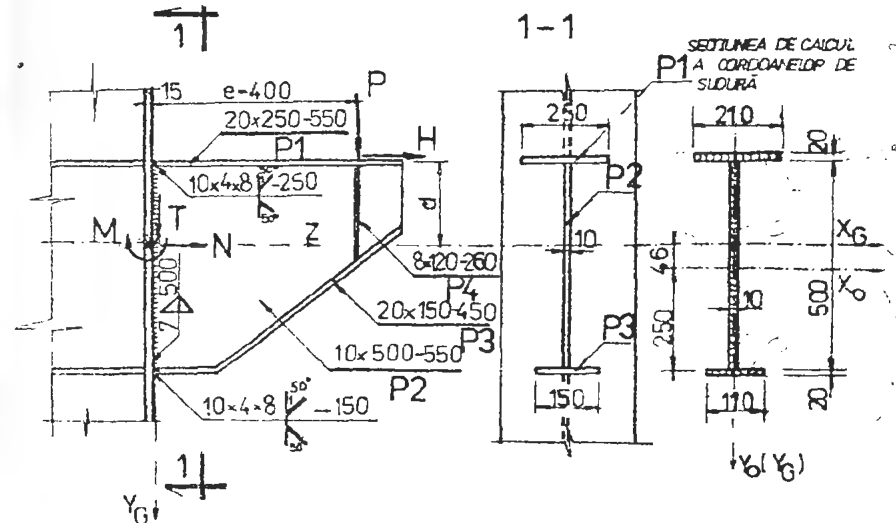 1
1-1
SECȚIUNEA DE CALCUL
A CORDOANELOR DE
SUDURĂ
15
e-400
P
P1
20x250-550
H
250
210
20
P1
P2
10x4x8
-250
50°
d
T
M
N
Z
10
XG
46
X0
500
8x120-260
P4
7
500
20x150-450
P3
10
250
10x500-550
P2
P3
150
110
20
10x4x8
50°
-150
50°
1
Y0(YG)
YG